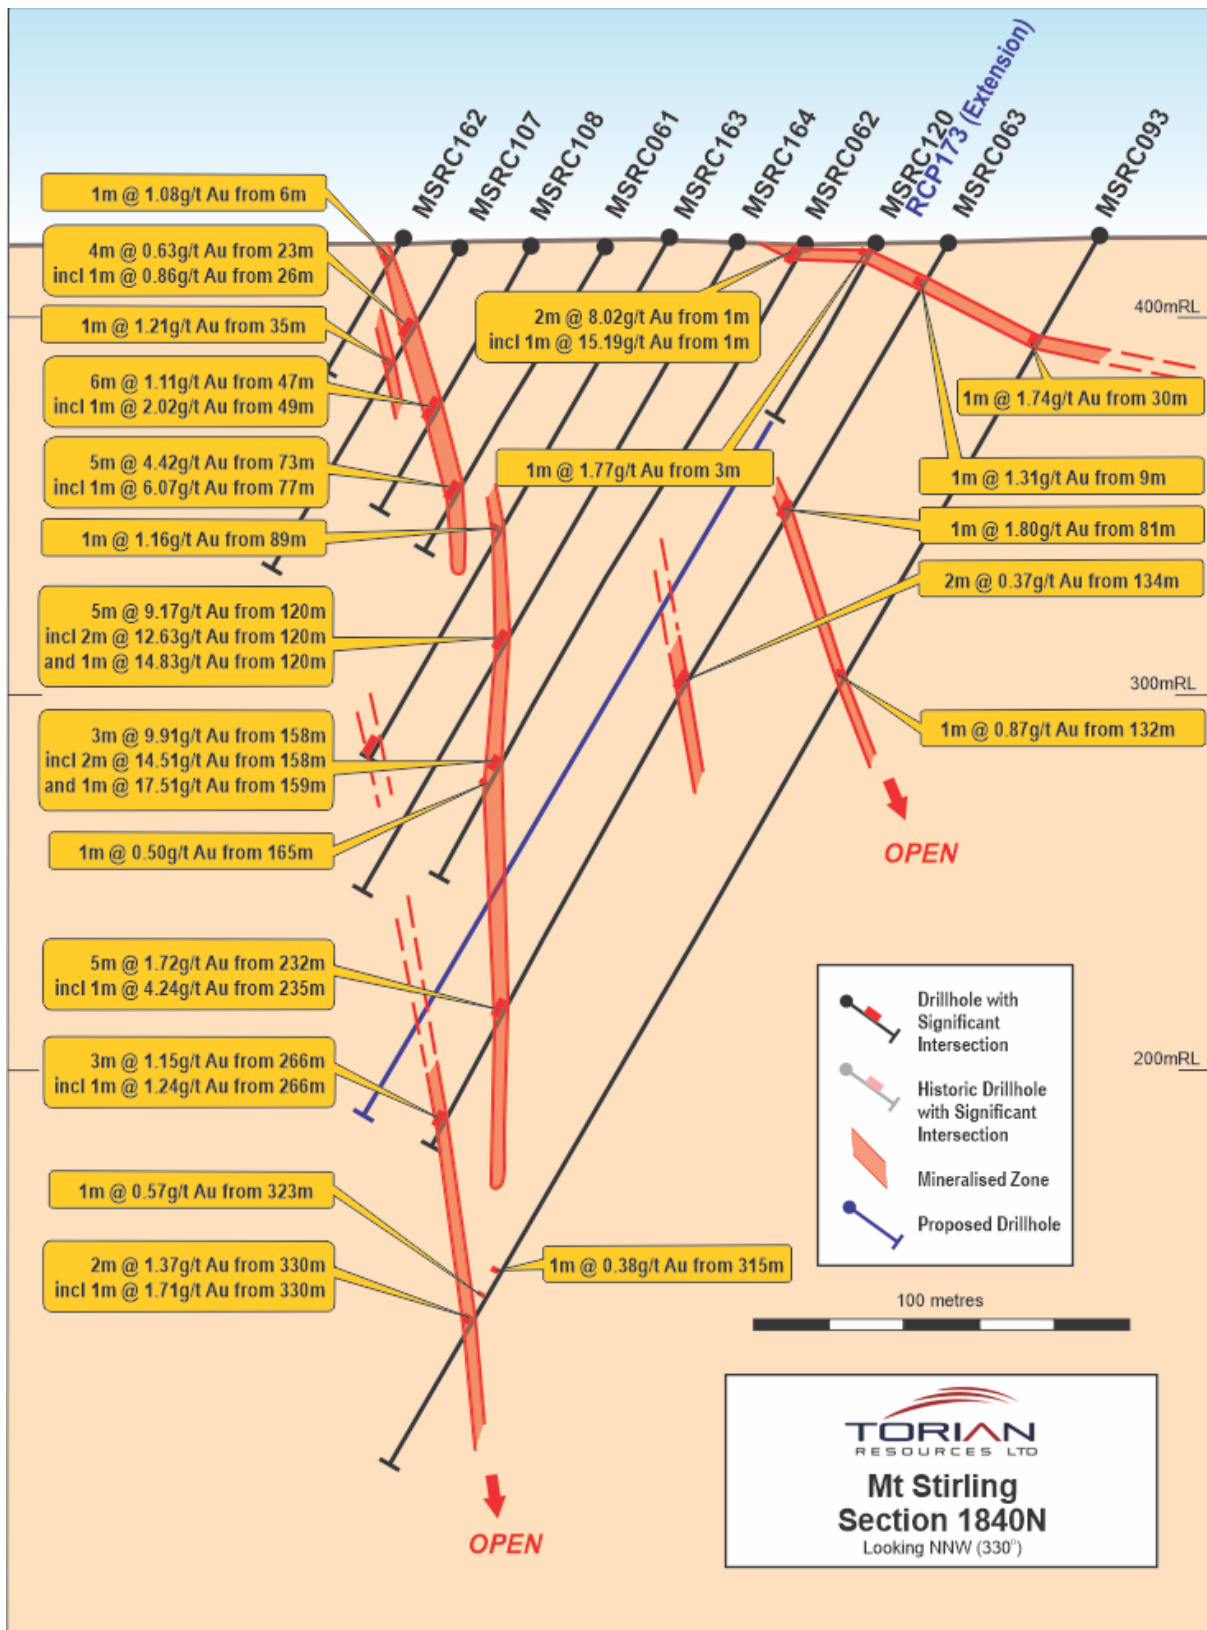 MSRC162
MSRC107
MSRC108
MSRC061
MSRC163
MSRC164
MSRC062
MSRC120
RCP173 (Extension)
MSRC063
MSRC093
1m @ 1.08g/t Au from 6m
4m @ 0.63g/t Au from 23m
incl 1m @ 0.86g/t Au from 26m
1m @ 1.21g/t Au from 35m
6m @ 1.11g/t Au from 47m
incl 1m @ 2.02g/t Au from 49m
5m @ 4.42g/t Au from 73m
incl 1m @ 6.07g/t Au from 77m
1m @ 1.16g/t Au from 89m
5m @ 9.17g/t Au from 120m
incl 2m @ 12.63g/t Au from 120m
and 1m @ 14.83g/t Au from 120m
3m @ 9.91g/t Au from 158m
incl 2m @ 14.51g/t Au from 158m
and 1m @ 17.51g/t Au from 159m
1m @ 0.50g/t Au from 165m
5m @ 1.72g/t Au from 232m
incl 1m @ 4.24g/t Au from 235m
3m @ 1.15g/t Au from 266m
incl 1m @ 1.24g/t Au from 266m
1m @ 0.57g/t Au from 323m
2m @ 1.37g/t Au from 330m
incl 1m @ 1.71g/t Au from 330m
2m @ 8.02g/t Au from 1m
incl 1m @ 15.19g/t Au from 1m
1m @ 1.77g/t Au from 3m
400mRL
1m @ 1.74g/t Au from 30m
1m @ 1.31g/t Au from 9m
1m @ 1.80g/t Au from 81m
2m @ 0.37g/t Au from 134m
300mRL
1m @ 0.87g/t Au from 132m
OPEN
200mRL
1m @ 0.38g/t Au from 315m
OPEN
Drillhole with
Significant
Intersection
Historic Drillhole
with Significant
Intersection
Mineralised Zone
Proposed Drillhole
100 metres
TORIAN
RESOURCES LTD
Mt Stirling
Section 1840N
Looking NNW (330°)